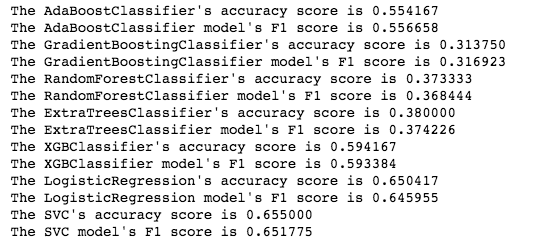 The AdaBoostClassifier's accuracy score is 0.554167
The AdaBoostClassifier model's F1 score is 0.556658
The GradientBoostingClassifier's accuracy score is 0.313750
The GradientBoostingClassifier model's F1 score is 0.316923
The RandomForestClassifier's accuracy score is 0.373333
The RandomForestClassifier model's F1 score is 0.368444
The ExtraTreesClassifier's accuracy score is 0.380000
The ExtraTreesClassifier model's F1 score is 0.374226
The XGBClassifier's accuracy score is 0.594167
The XGBClassifier model's F1 score is 0.593384
The LogisticRegression's accuracy score is 0.650417
The LogisticRegression model's F1 score is 0.645955
The SVC's accuracy score is 0.655000
The SVC model's F1 score is 0.651775